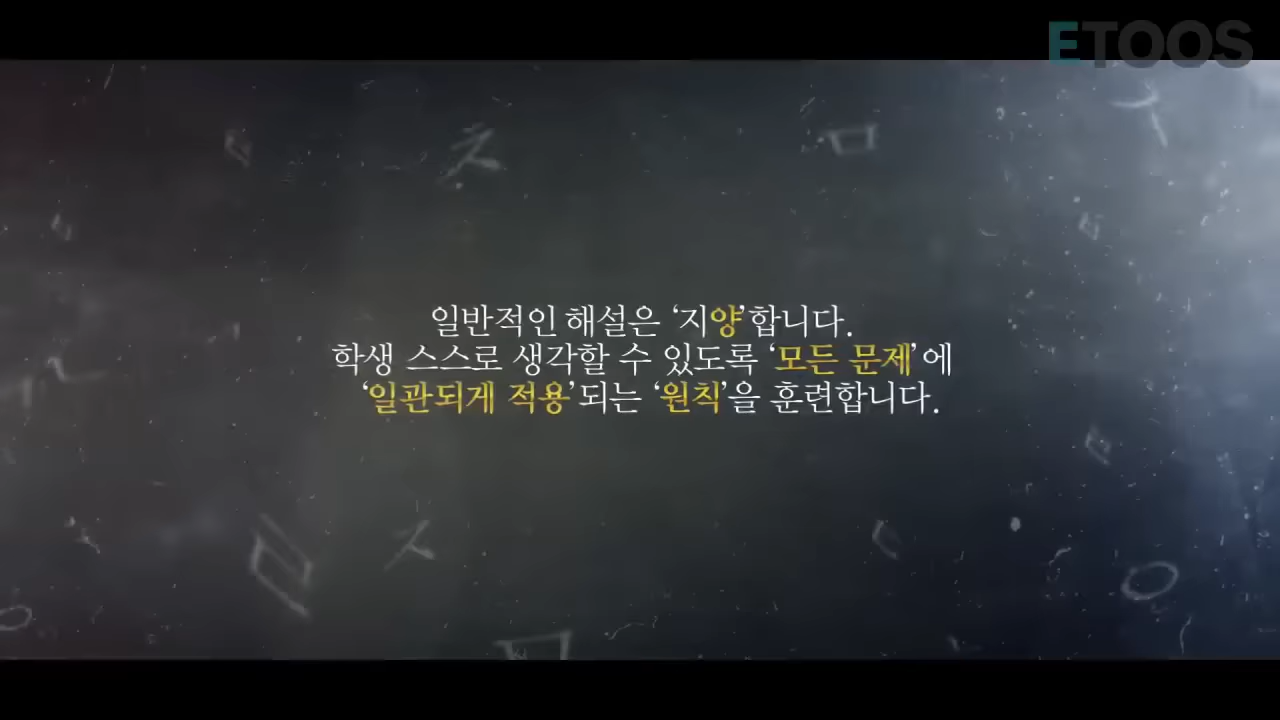 ETOOS
일반적인 해설은 ‘지양’합니다.
학생 스스로 생각할 수 있도록 ‘모든 문제’에
‘일관되게 적용’되는 ‘원칙’을 훈련합니다.